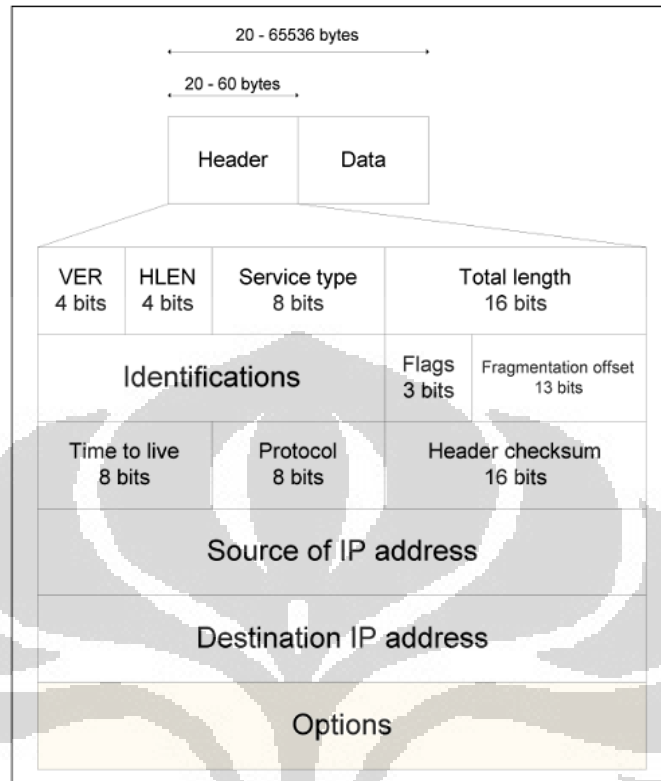 20 - 65536 bytes
20 - 60 bytes
Header
Data
VER
4 bits
HLEN
4 bits
Service type
8 bits
Total length
16 bits
Identifications
Flags
3 bits
Fragmentation offset
13 bits
Time to live
8 bits
Protocol
8 bits
Header checksum
16 bits
Source of IP address
Destination IP address
Options